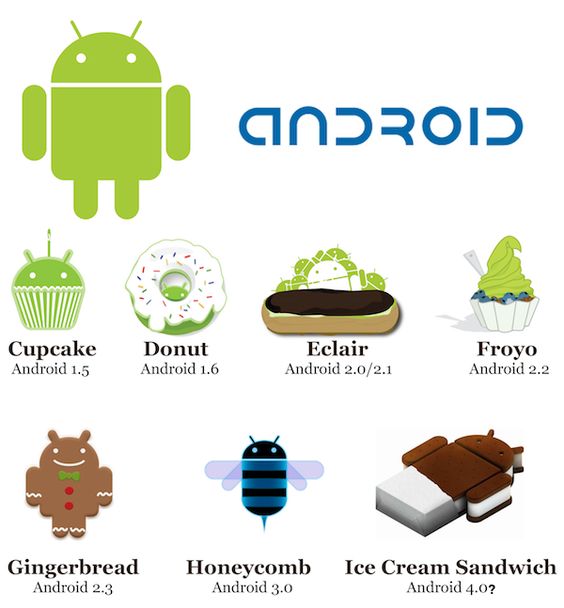 ANDROID
Cupcake
Android 1.5
Donut
Android 1.6
Eclair
Android 2.0/2.1
Froyo
Android 2.2
Gingerbread
Android 2.3
Honeycomb
Android 3.0
Ice Cream Sandwich
Android 4.0?